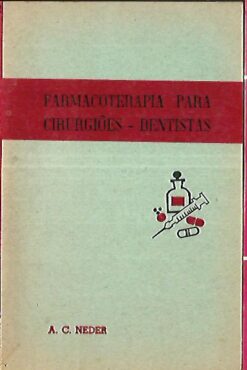 FARMACOTERAPIA PARA
CIRURGIÕES - DENTISTAS
A. C. NEDER